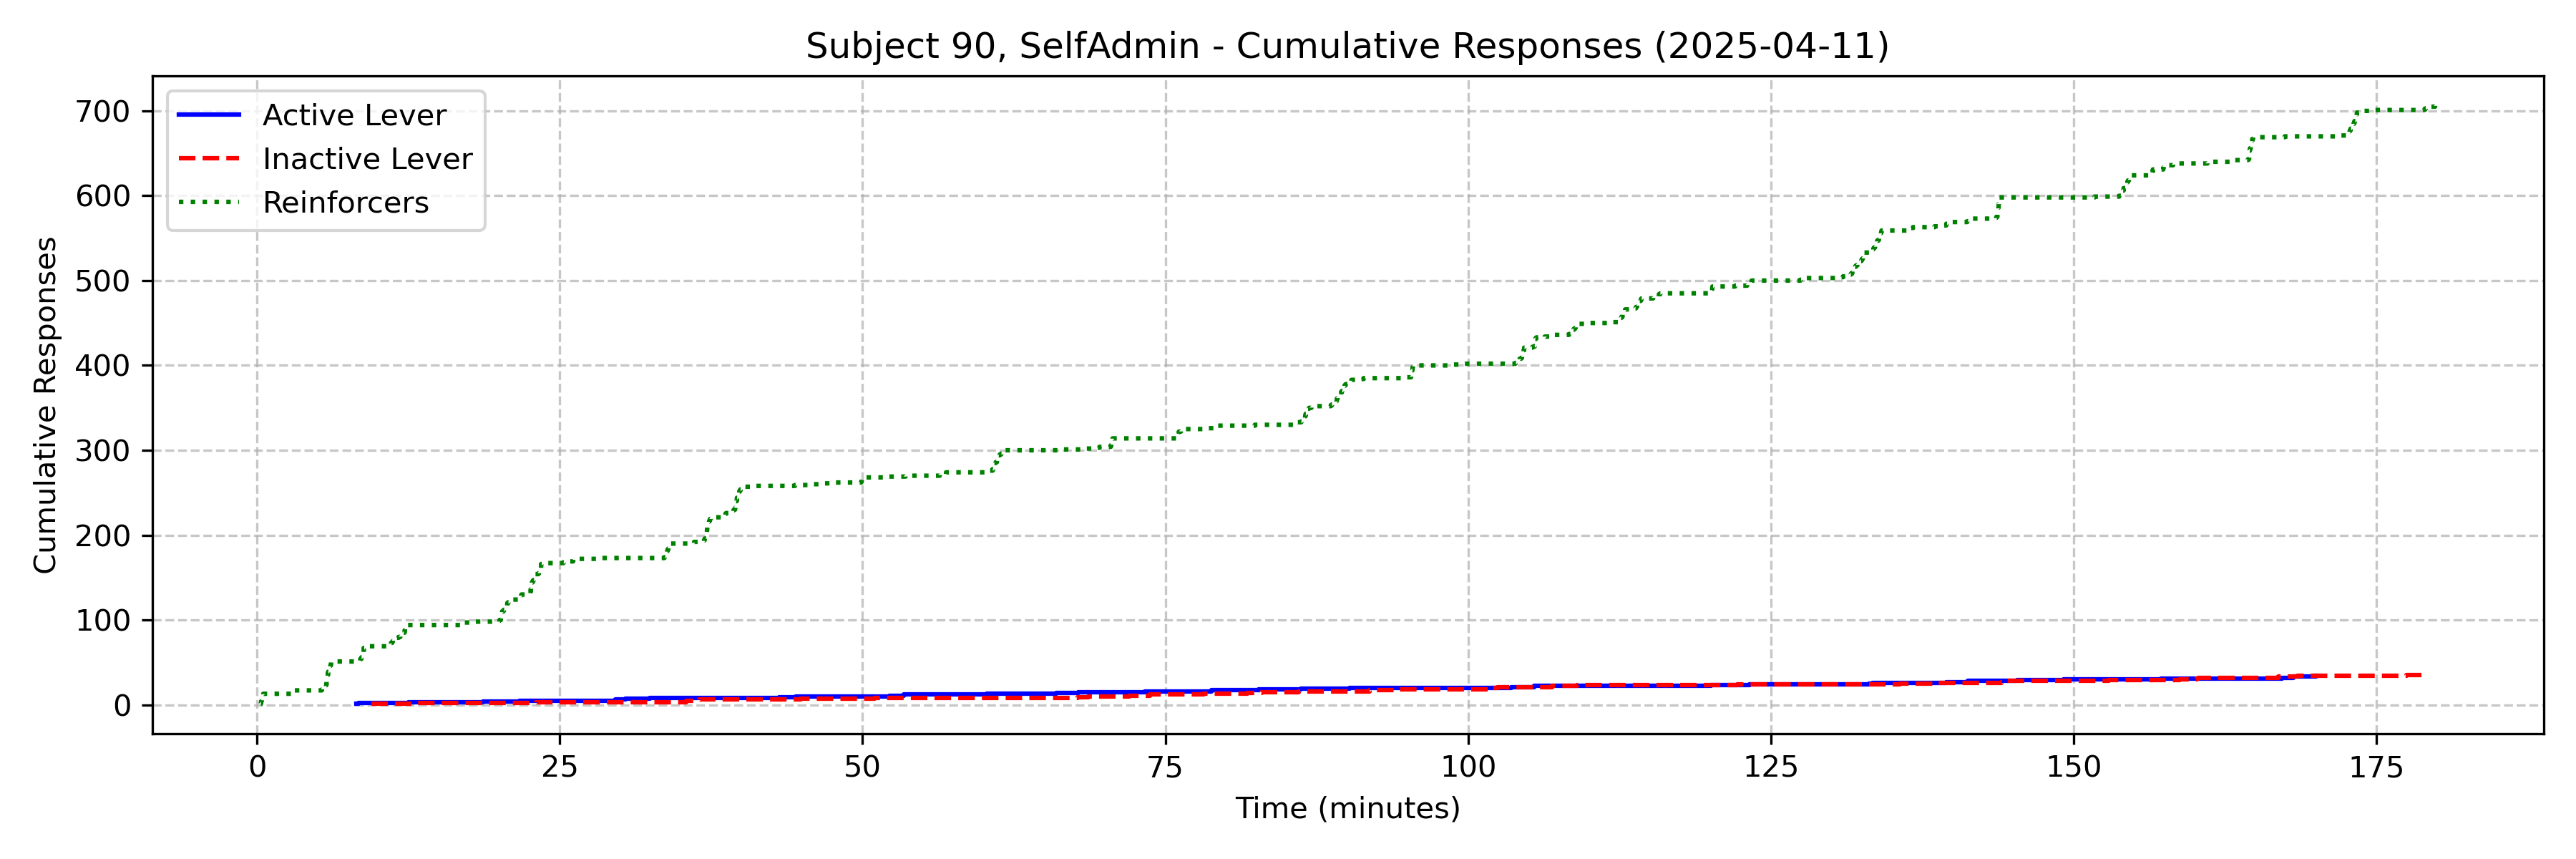 Subject 90, SelfAdmin - Cumulative Responses (2025-04-11)
Active Lever
Inactive Lever
Reinforcers
Cumulative Responses
700
600
500
400
300
200
100
0
0 25 50 75 100 125 150 175
Time (minutes)